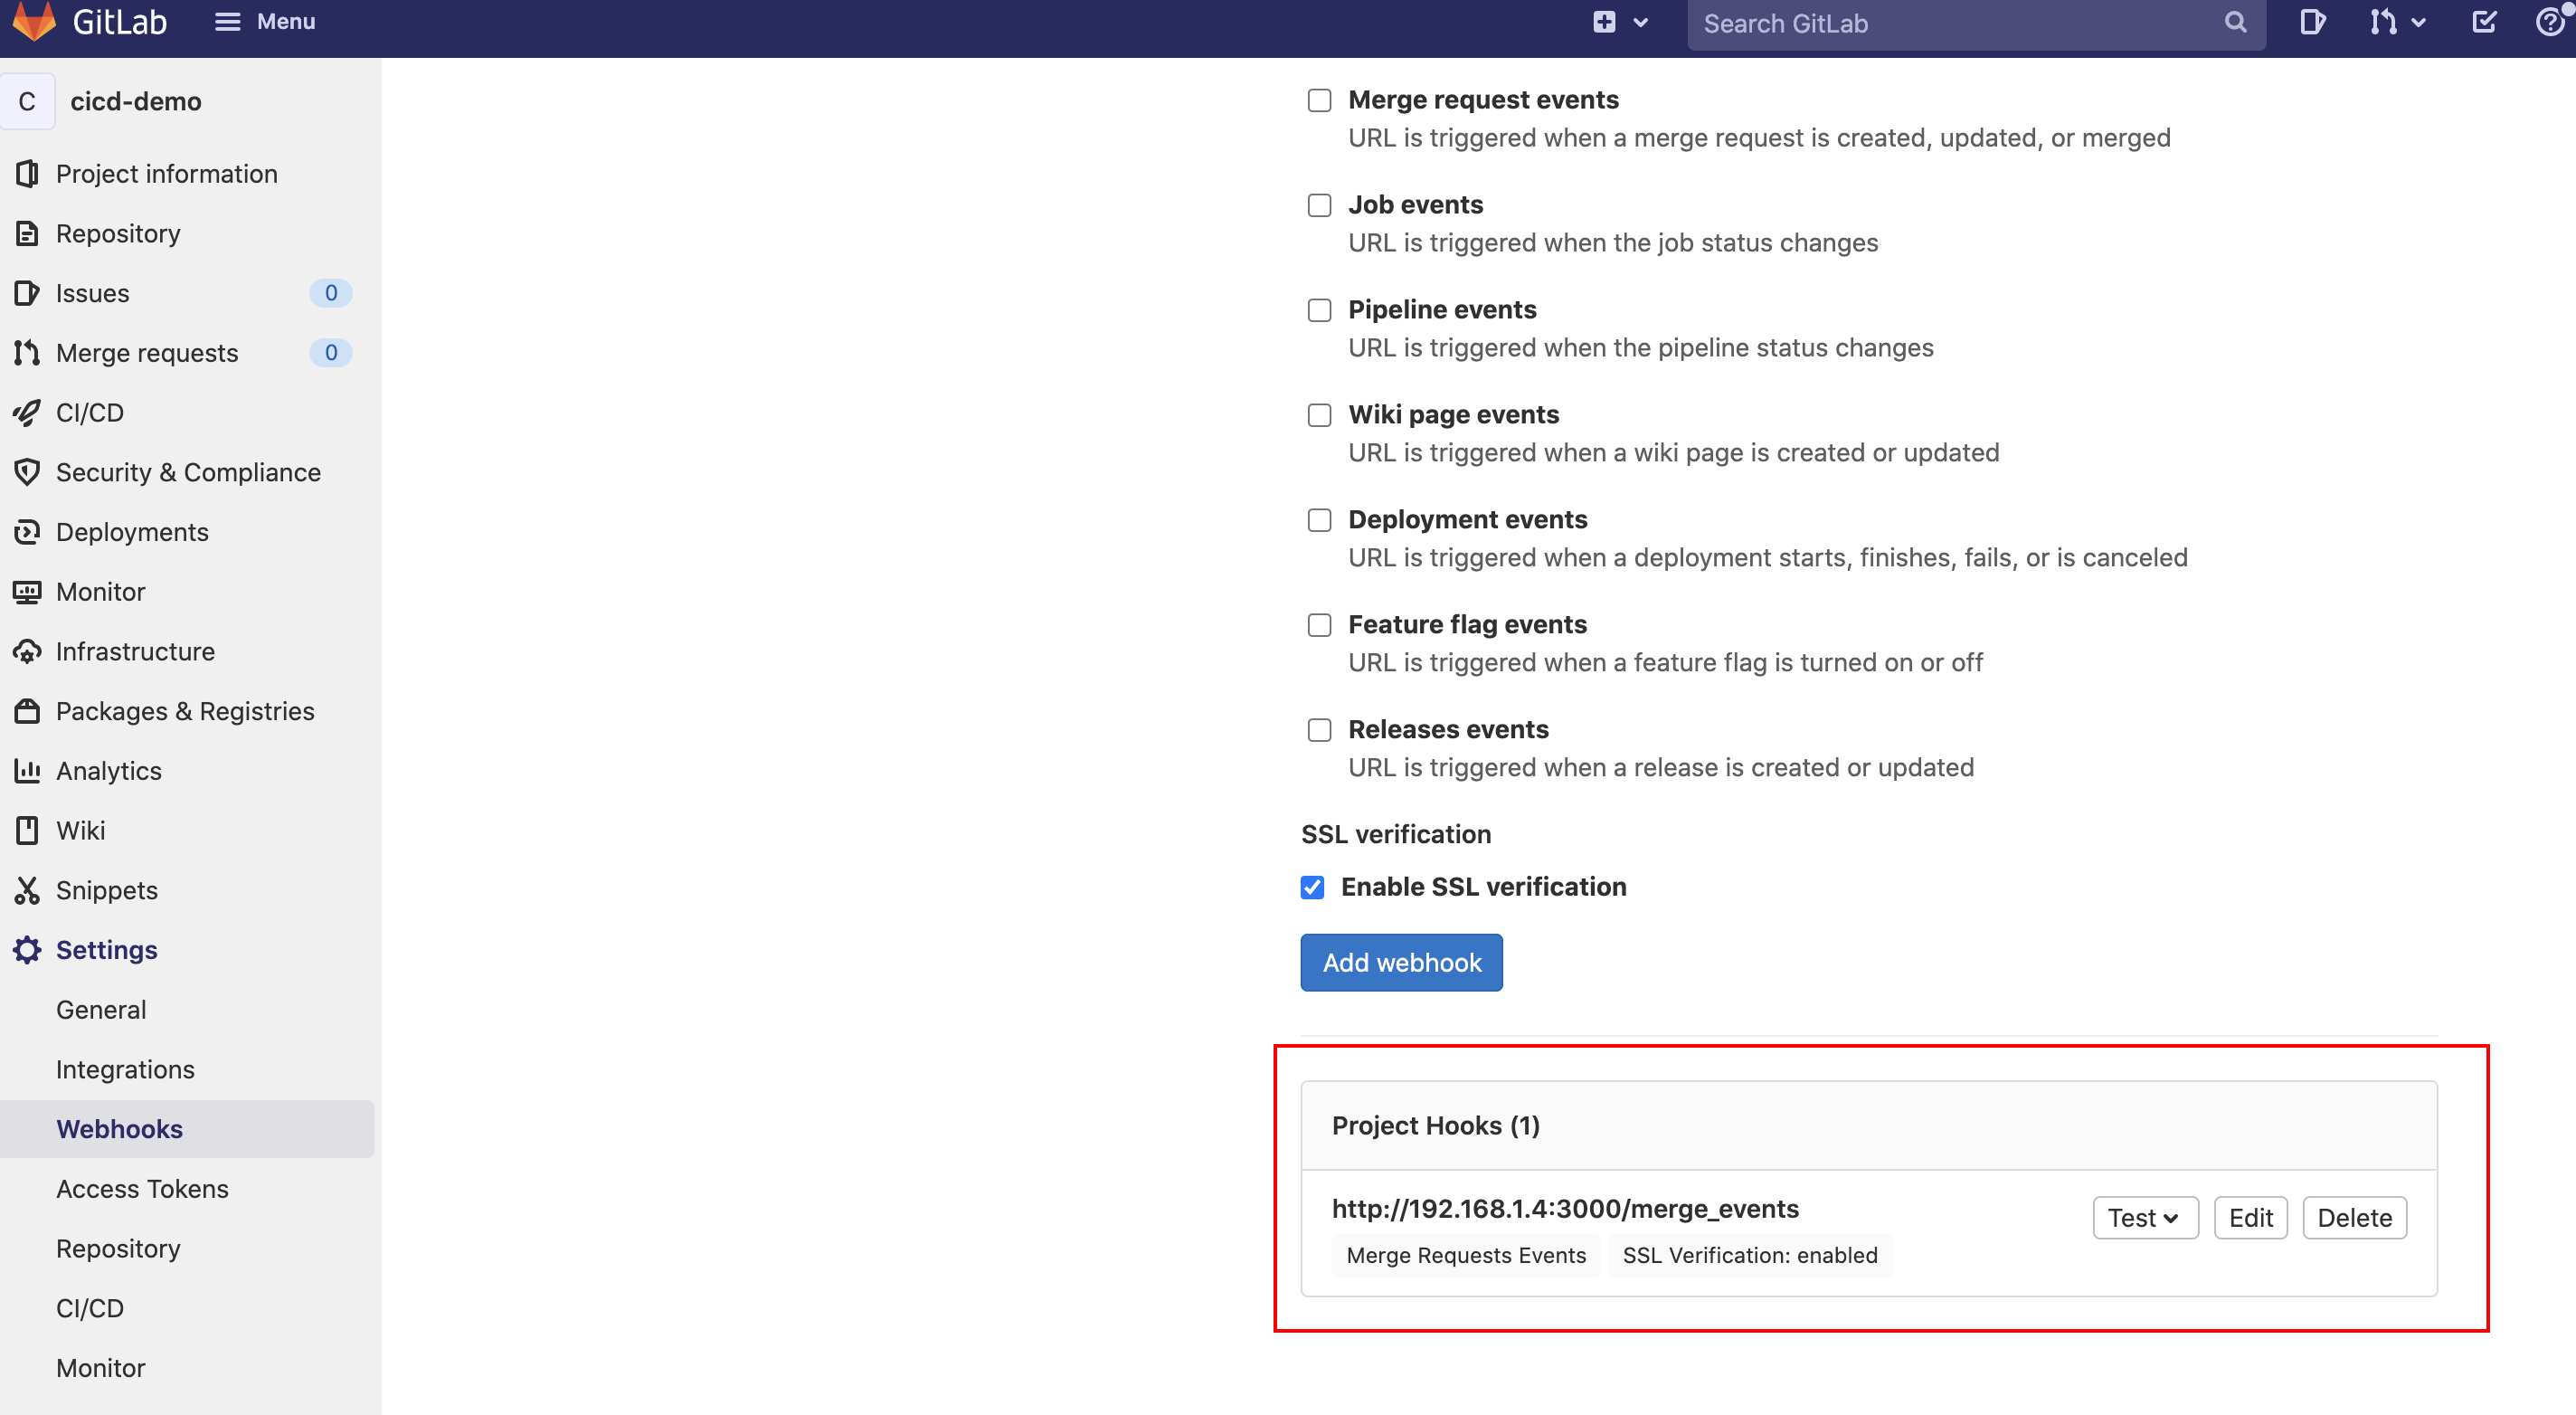 GitLab
Menu
Search GitLab
C
cicd-demo
Project information
Repository
Issues
0
Merge requests
0
CI/CD
Security & Compliance
Deployments
Monitor
Infrastructure
Packages & Registries
Analytics
Wiki
Snippets
Settings
General
Integrations
Webhooks
Access Tokens
Repository
CI/CD
Monitor
Merge request events
URL is triggered when a merge request is created, updated, or merged
Job events
URL is triggered when the job status changes
Pipeline events
URL is triggered when the pipeline status changes
Wiki page events
URL is triggered when a wiki page is created or updated
Deployment events
URL is triggered when a deployment starts, finishes, fails, or is canceled
Feature flag events
URL is triggered when a feature flag is turned on or off
Releases events
URL is triggered when a release is created or updated
SSL verification
Enable SSL verification
Add webhook
Project Hooks (1)
http://192.168.1.4:3000/merge_events
Test
Edit
Delete
Merge Requests Events
SSL Verification: enabled